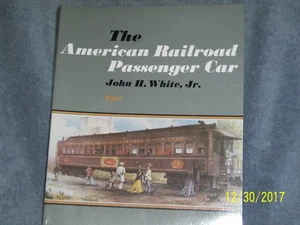 The
American Railroad
Passenger Car
John H. White, Jr.
12/30/2017